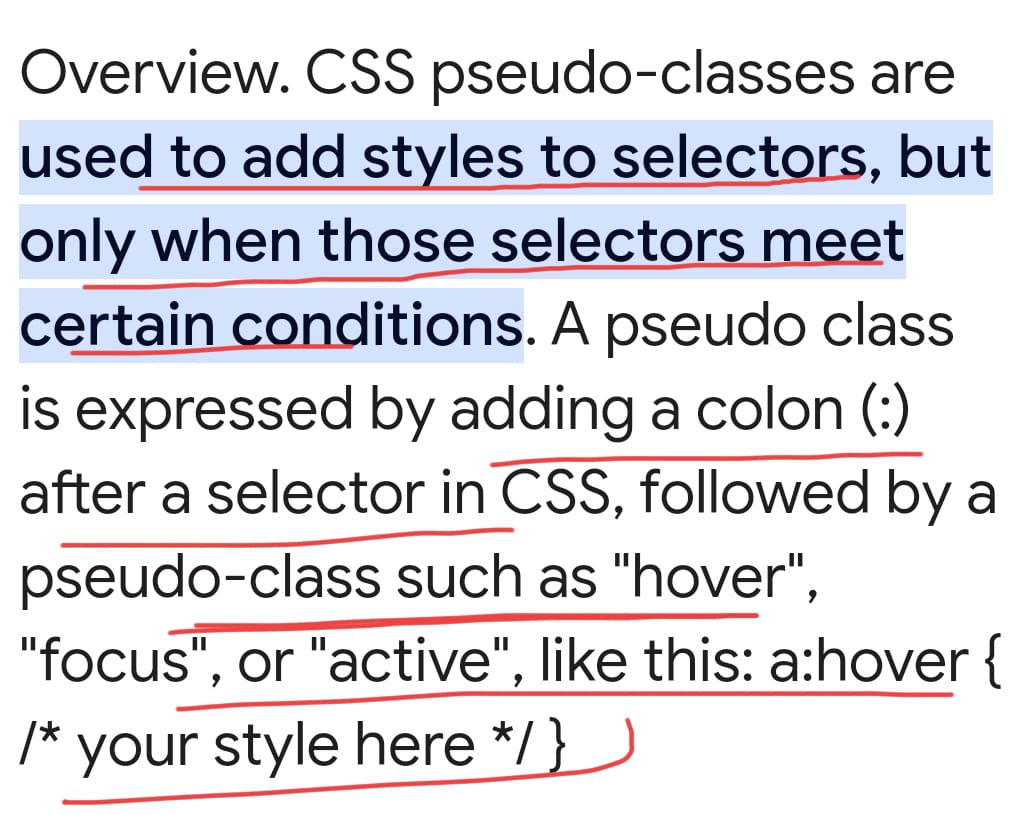 Overview. CSS pseudo-classes are
used to add styles to selectors, but
only when those selectors meet
certain conditions. A pseudo class
is expressed by adding a colon (:)
after a selector in CSS, followed by a
pseudo-class such as "hover",
"focus", or "active", like this: a:hover {
/* your style here */ }